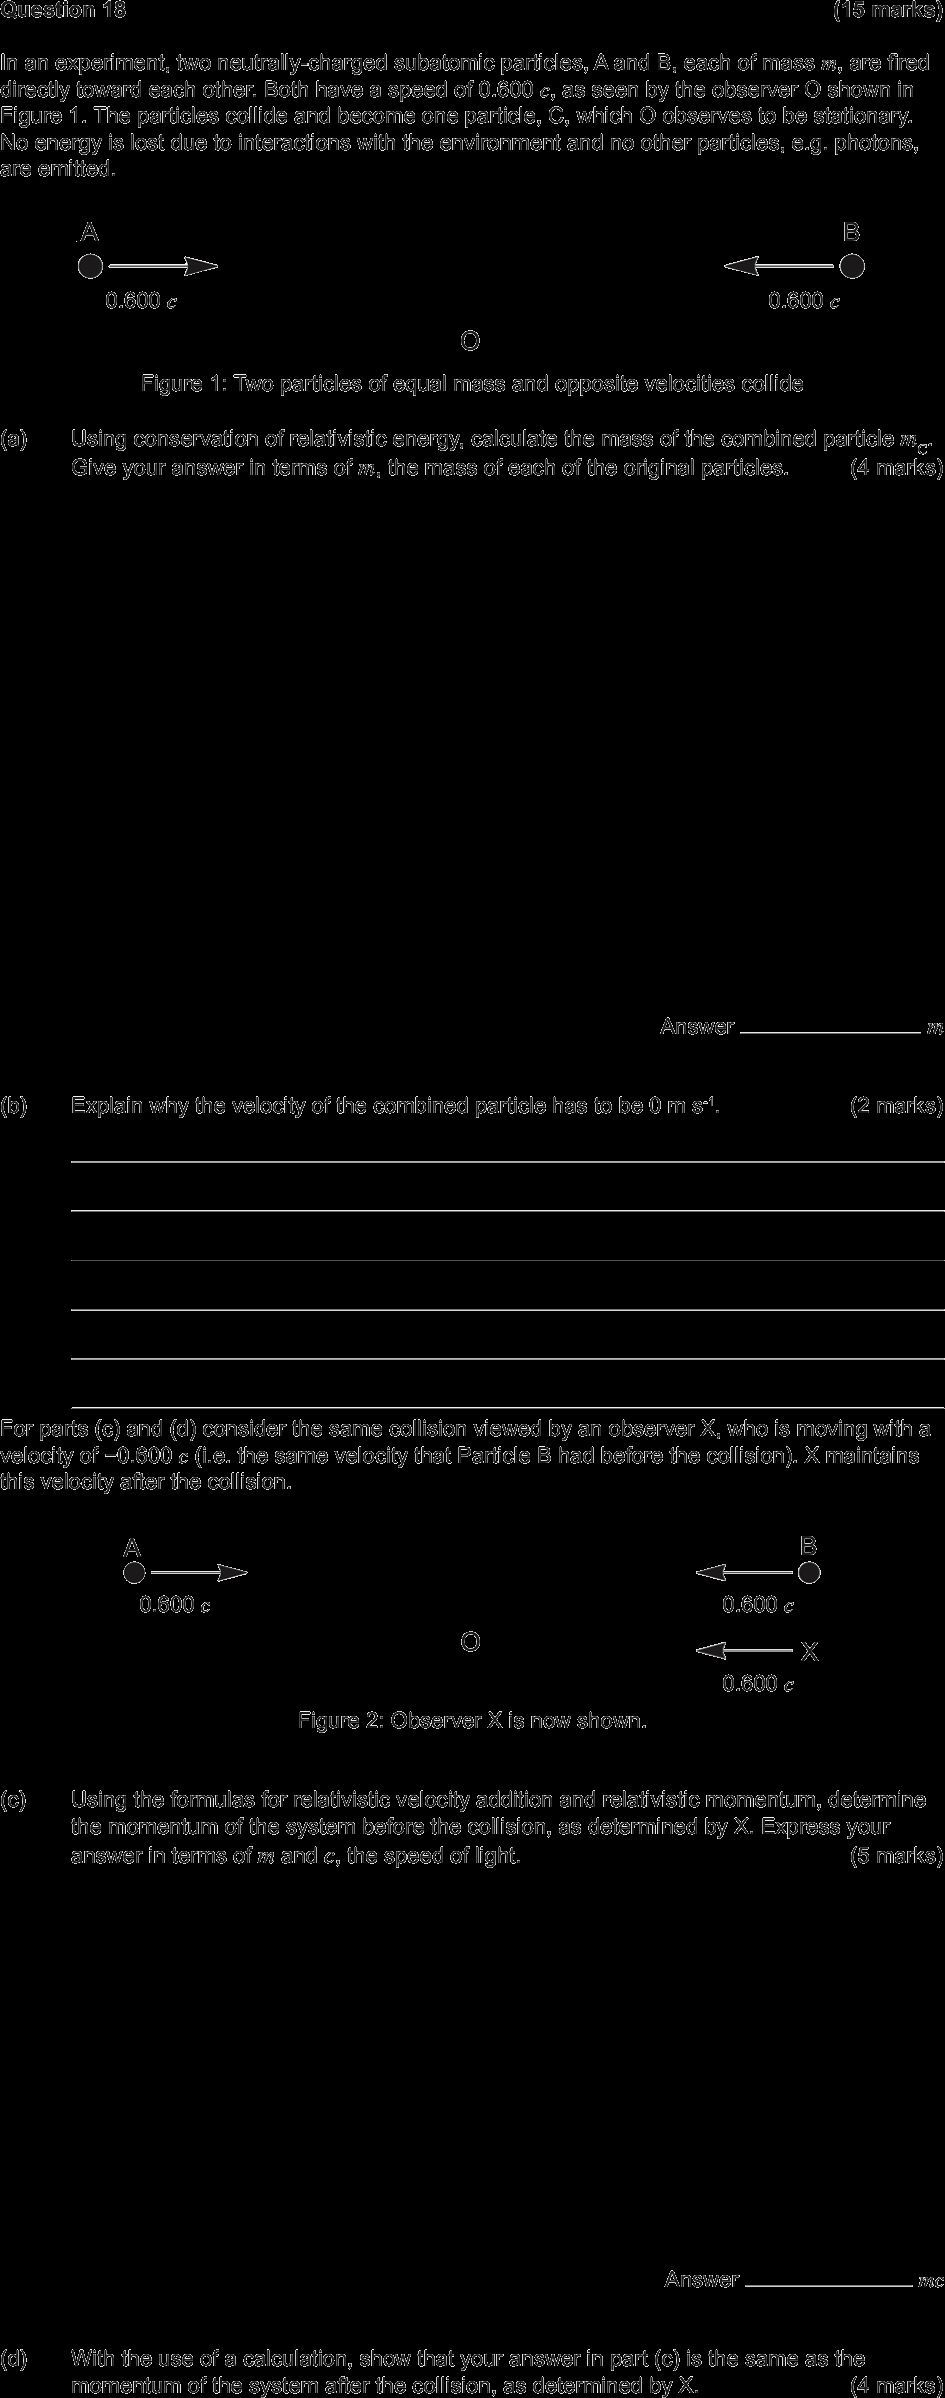 Question 18 (15 marks)
In an experiment, two neutrally-charged subatomic particles, A and B, each of mass m, are fired
directly toward each other. Both have a speed of 0.600 c, as seen by the observer O shown in
Figure 1. The particles collide and become one particle, C, which O observes to be stationary.
No energy is lost due to interactions with the environment and no other particles, e.g. photons,
are emitted.
A B
0.600 c 0.600 c
O
Figure 1: Two particles of equal mass and opposite velocities collide
(a) Using conservation of relativistic energy, calculate the mass of the combined particle m_C.
Give your answer in terms of m, the mass of each of the original particles. (4 marks)
Answer ______________ m
(b) Explain why the velocity of the combined particle has to be 0 m s⁻¹. (2 marks)
For parts (c) and (d) consider the same collision viewed by an observer X, who is moving with a
velocity of –0.600 c (i.e. the same velocity that Particle B had before the collision). X maintains
this velocity after the collision.
A B
0.600 c 0.600 c
O X
0.600 c
Figure 2: Observer X is now shown.
(c) Using the formulas for relativistic velocity addition and relativistic momentum, determine
the momentum of the system before the collision, as determined by X. Express your
answer in terms of m and c, the speed of light. (5 marks)
Answer ______________ mc
(d) With the use of a calculation, show that your answer in part (c) is the same as the
momentum of the system after the collision, as determined by X. (4 marks)